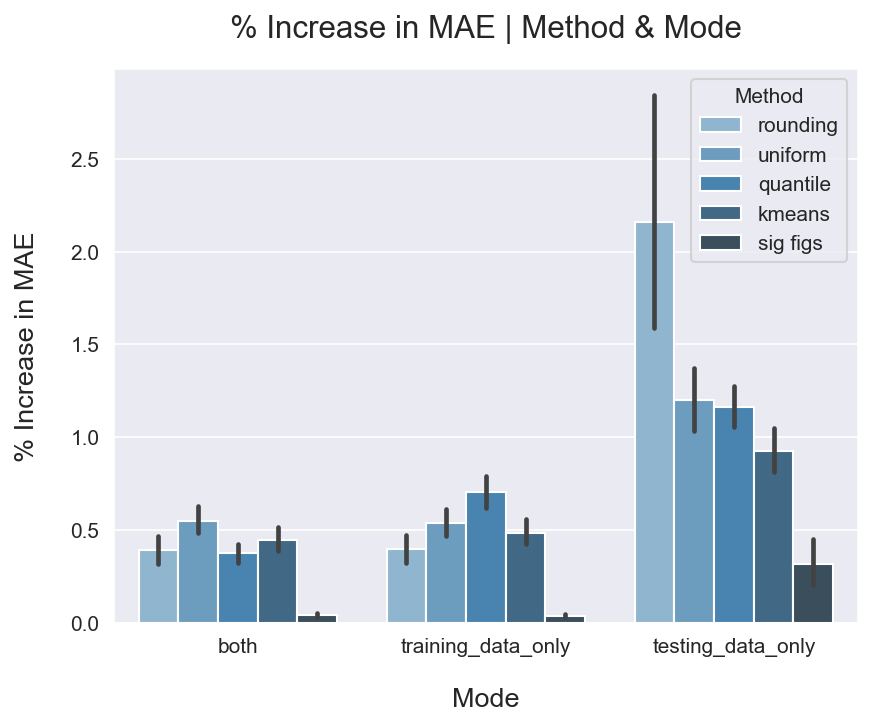 % Increase in MAE | Method & Mode
Method
rounding
uniform
quantile
kmeans
sig figs
% Increase in MAE
2.5
2.0
1.5
1.0
0.5
0.0
both
training_data_only
testing_data_only
Mode